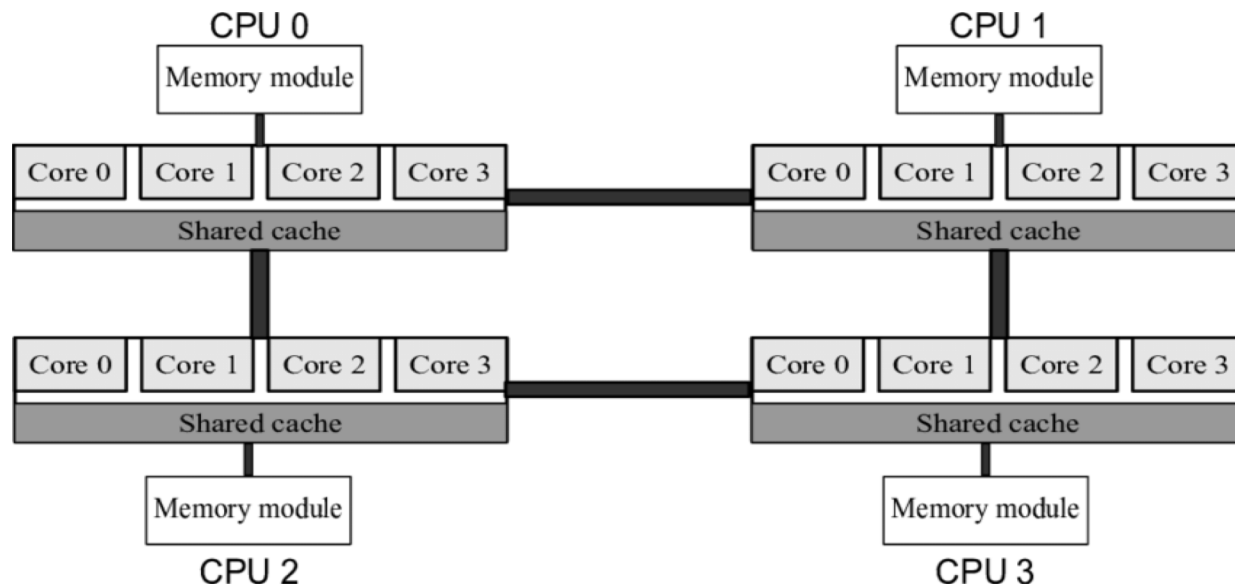 CPU 0 CPU 1
Memory module Memory module
Core 0 Core 1 Core 2 Core 3 Core 0 Core 1 Core 2 Core 3
Shared cache Shared cache
Core 0 Core 1 Core 2 Core 3 Core 0 Core 1 Core 2 Core 3
Shared cache Shared cache
Memory module Memory module
CPU 2 CPU 3